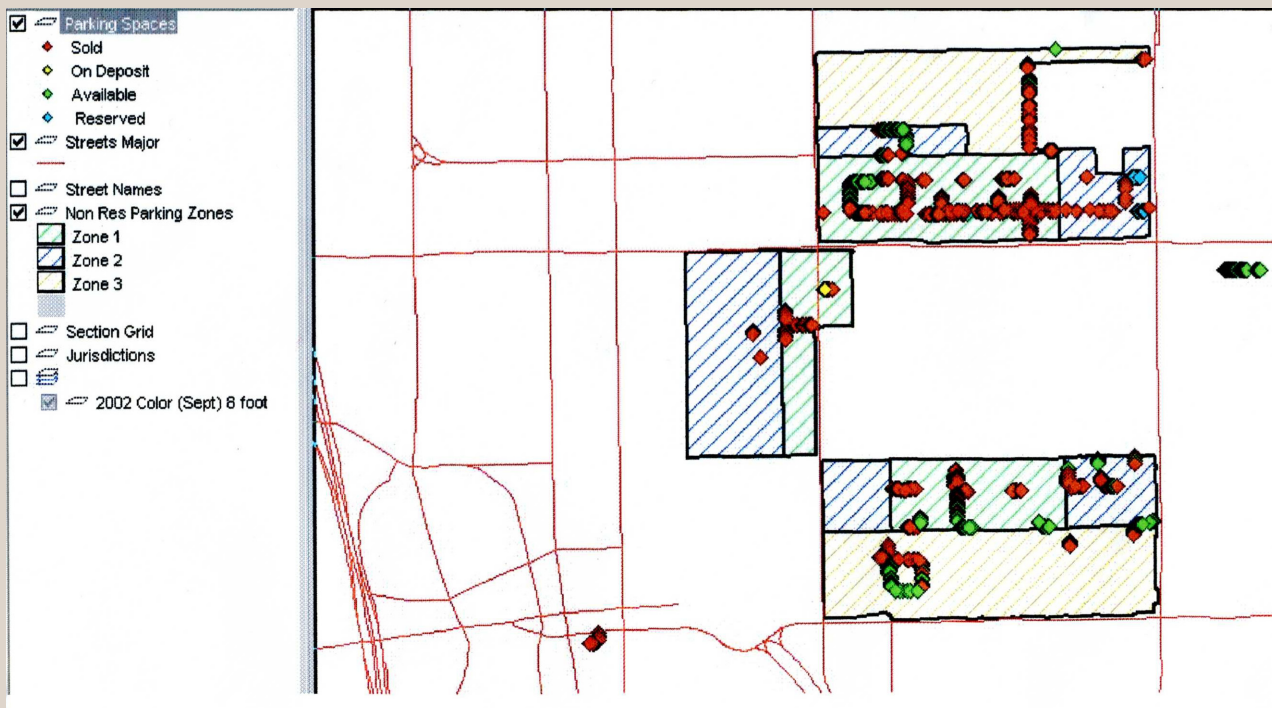 Parking Spaces
Sold
On Deposit
Available
Reserved
Streets Major
Street Names
Non Res Parking Zones
Zone 1
Zone 2
Zone 3
Section Grid
Jurisdictions
2002 Color (Sept) 8 foot